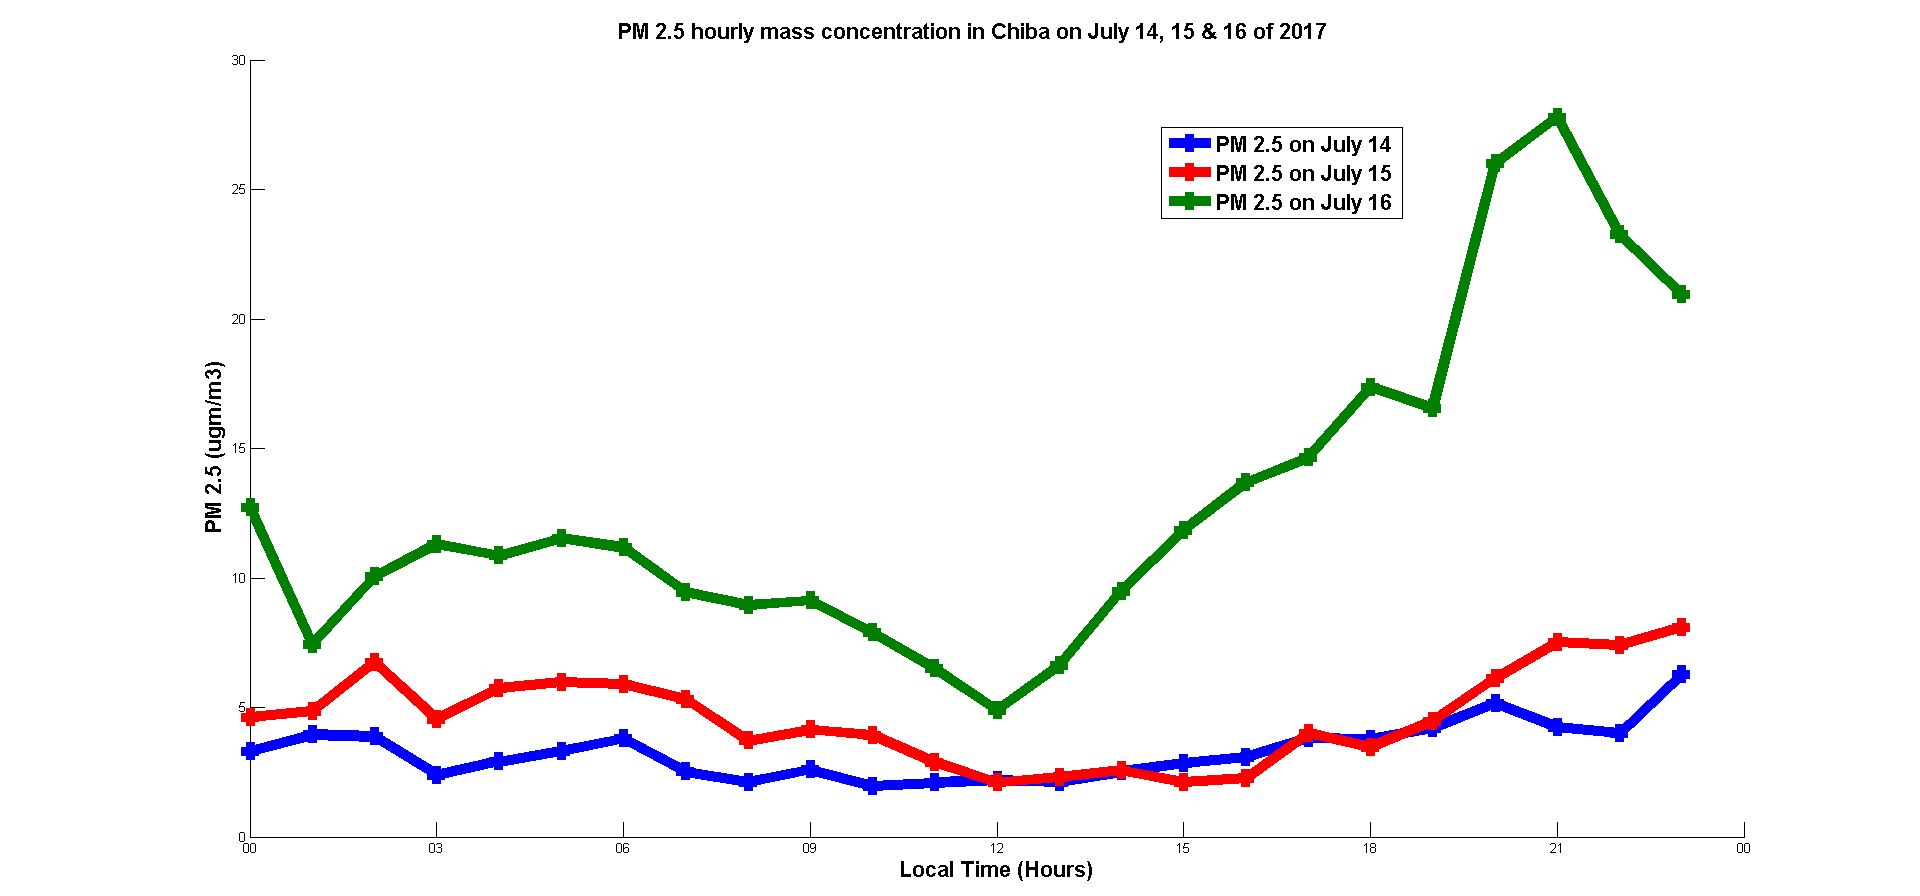 PM 2.5 hourly mass concentration in Chiba on July 14, 15 & 16 of 2017
30
25
20
15
10
5
0
PM 2.5 (ugm/m3)
PM 2.5 on July 14
PM 2.5 on July 15
PM 2.5 on July 16
00 03 06 09 12 15 18 21 00
Local Time (Hours)